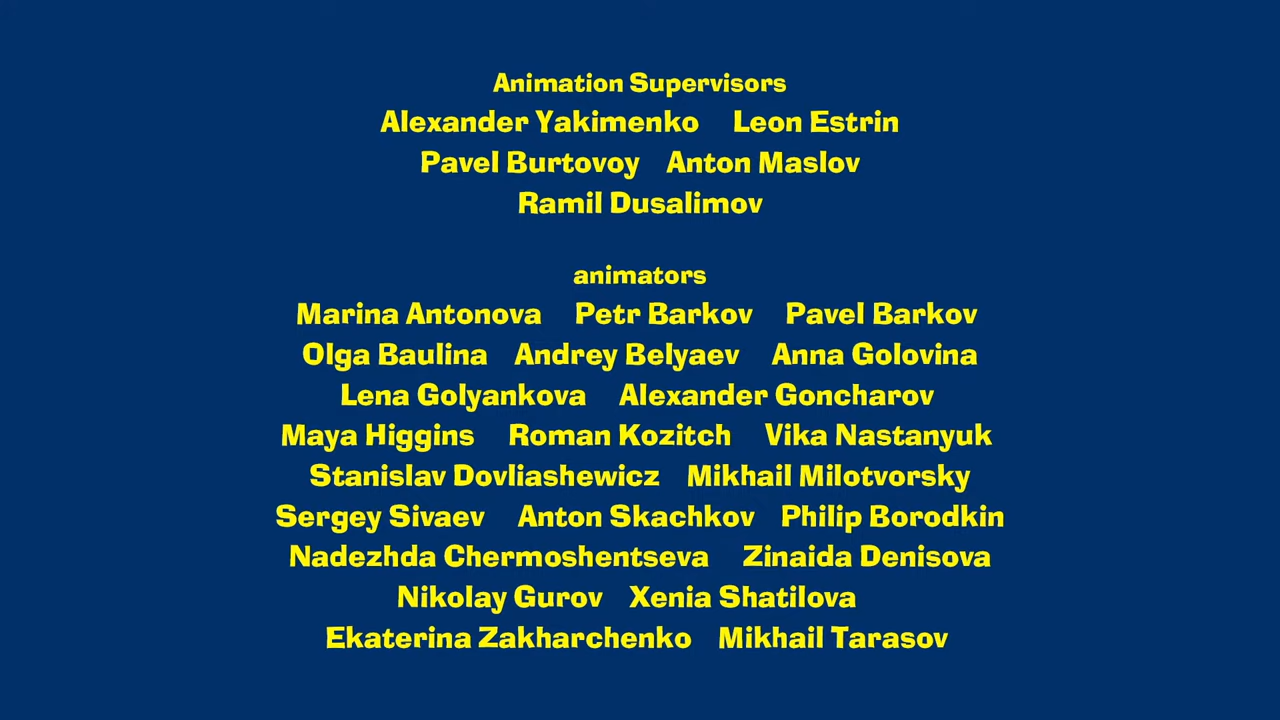 Animation Supervisors
Alexander Yakimenko Leon Estrin
Pavel Burtovoy Anton Maslov
Ramil Dusalimov
animators
Marina Antonova Petr Barkov Pavel Barkov
Olga Baulina Andrey Belyaev Anna Golovina
Lena Golyankova Alexander Goncharov
Maya Higgins Roman Kozitch Vika Nastanyuk
Stanislav Dovliashewicz Mikhail Milotvorsky
Sergey Sivaev Anton Skachkov Philip Borodkin
Nadezhda Chermoshentseva Zinaida Denisova
Nikolay Gurov Xenia Shatilova
Ekaterina Zakharchenko Mikhail Tarasov